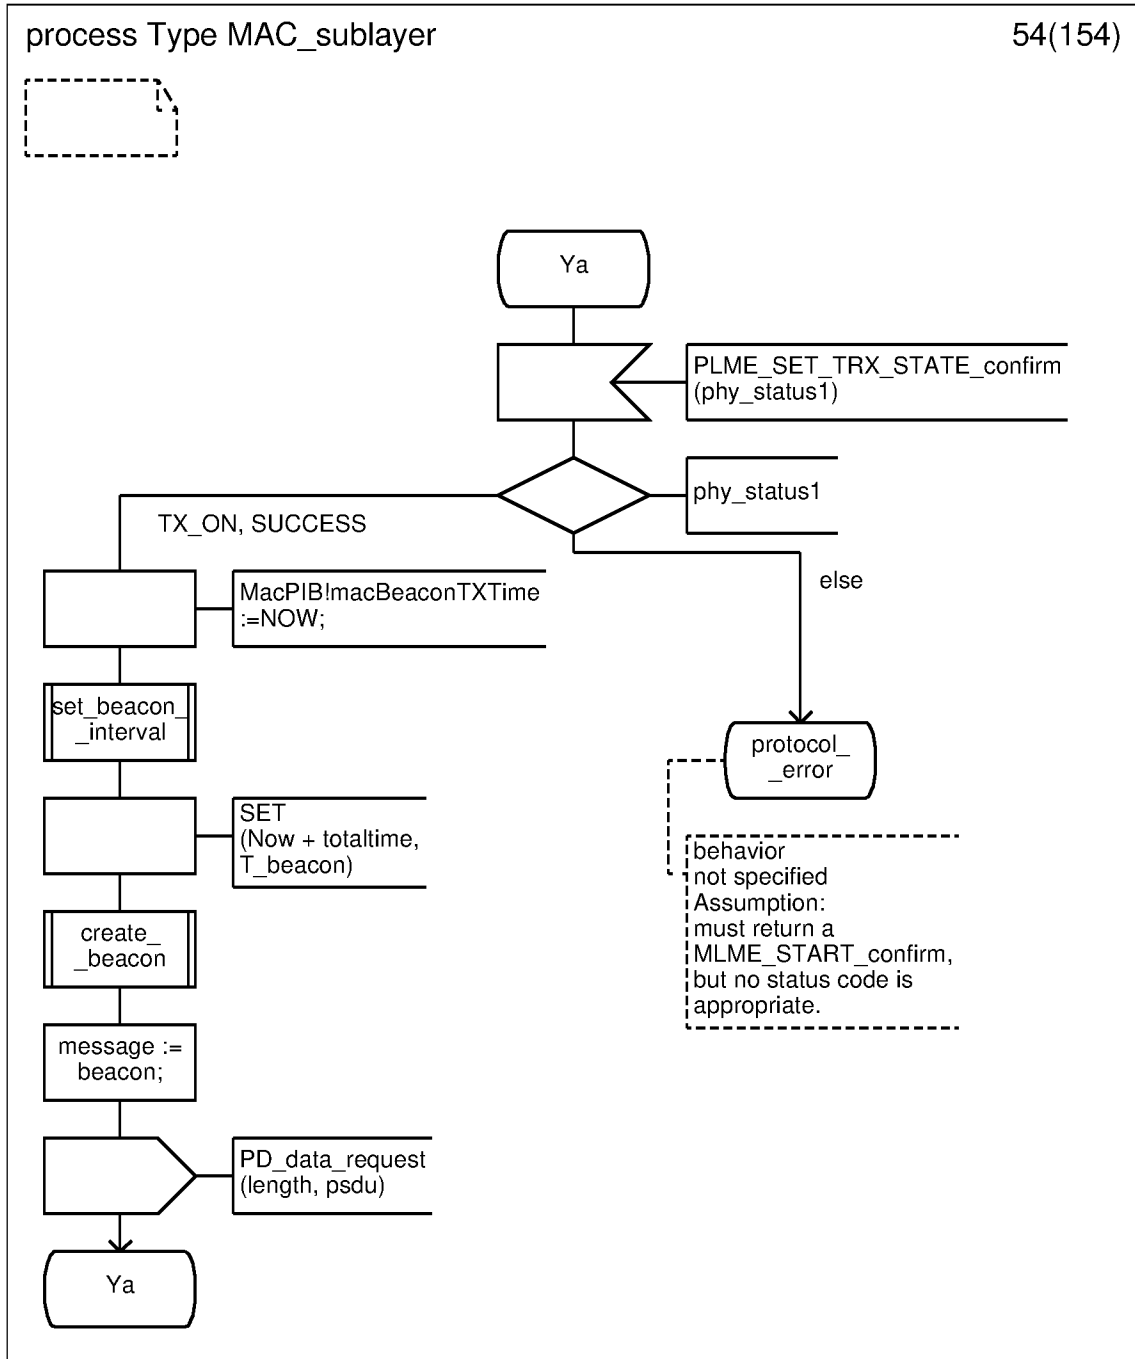 process Type MAC_sublayer
54(154)
Ya
PLME_SET_TRX_STATE_confirm
(phy_status1)
phy_status1
TX_ON, SUCCESS
else
MacPIB!macBeaconTXTime
:=NOW;
set_beacon_
_interval
protocol_
_error
SET
(Now + totaltime,
T_beacon)
behavior
not specified
Assumption:
must return a
MLME_START_confirm,
but no status code is
appropriate.
create_
_beacon
message :=
beacon;
PD_data_request
(length, psdu)
Ya